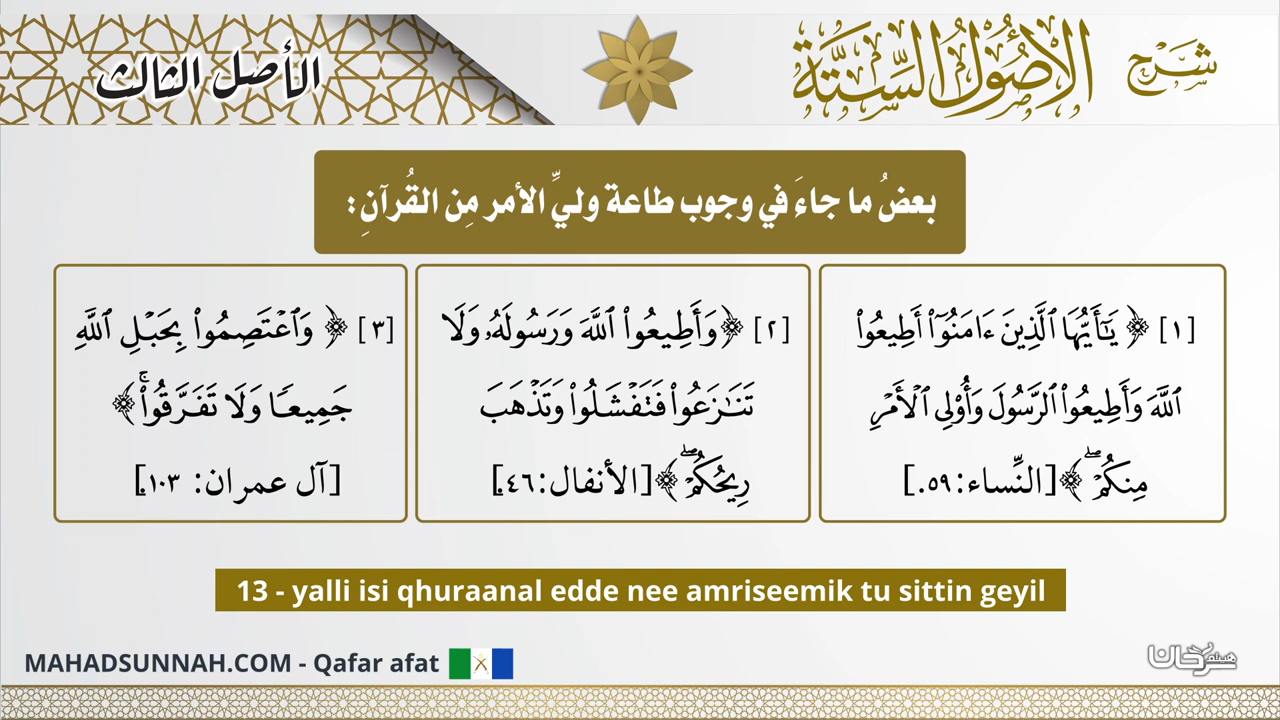 شرح الأصول الستة
الأصل الثالث
بعضُ ما جاءَ في وجوب طاعة وليِّ الأمر مِن القُرآنِ:
[١] ﴿ يَٰٓأَيُّهَا ٱلَّذِينَ ءَامَنُوٓاْ أَطِيعُواْ
ٱللَّهَ وَأَطِيعُواْ ٱلرَّسُولَ وَأُوْلِي ٱلۡأَمۡرِ
مِنكُمۡۖ ﴾ [النِّساء: ٥٩].
[٢] ﴿ وَأَطِيعُواْ ٱللَّهَ وَرَسُولَهُۥ وَلَا
تَنَٰزَعُواْ فَتَفۡشَلُواْ وَتَذۡهَبَ
رِيحُكُمۡۖ ﴾ [الأنفال: ٤٦].
[٣] ﴿ وَٱعۡتَصِمُواْ بِحَبۡلِ ٱللَّهِ
جَمِيعٗا وَلَا تَفَرَّقُواْۚ ﴾
[آل عمران: ١٠٣].
13 - yalli isi qhuraanal edde nee amriseemik tu sittin geyil
MAHADSUNNAH.COM - Qafar afat
هيثم سرحان